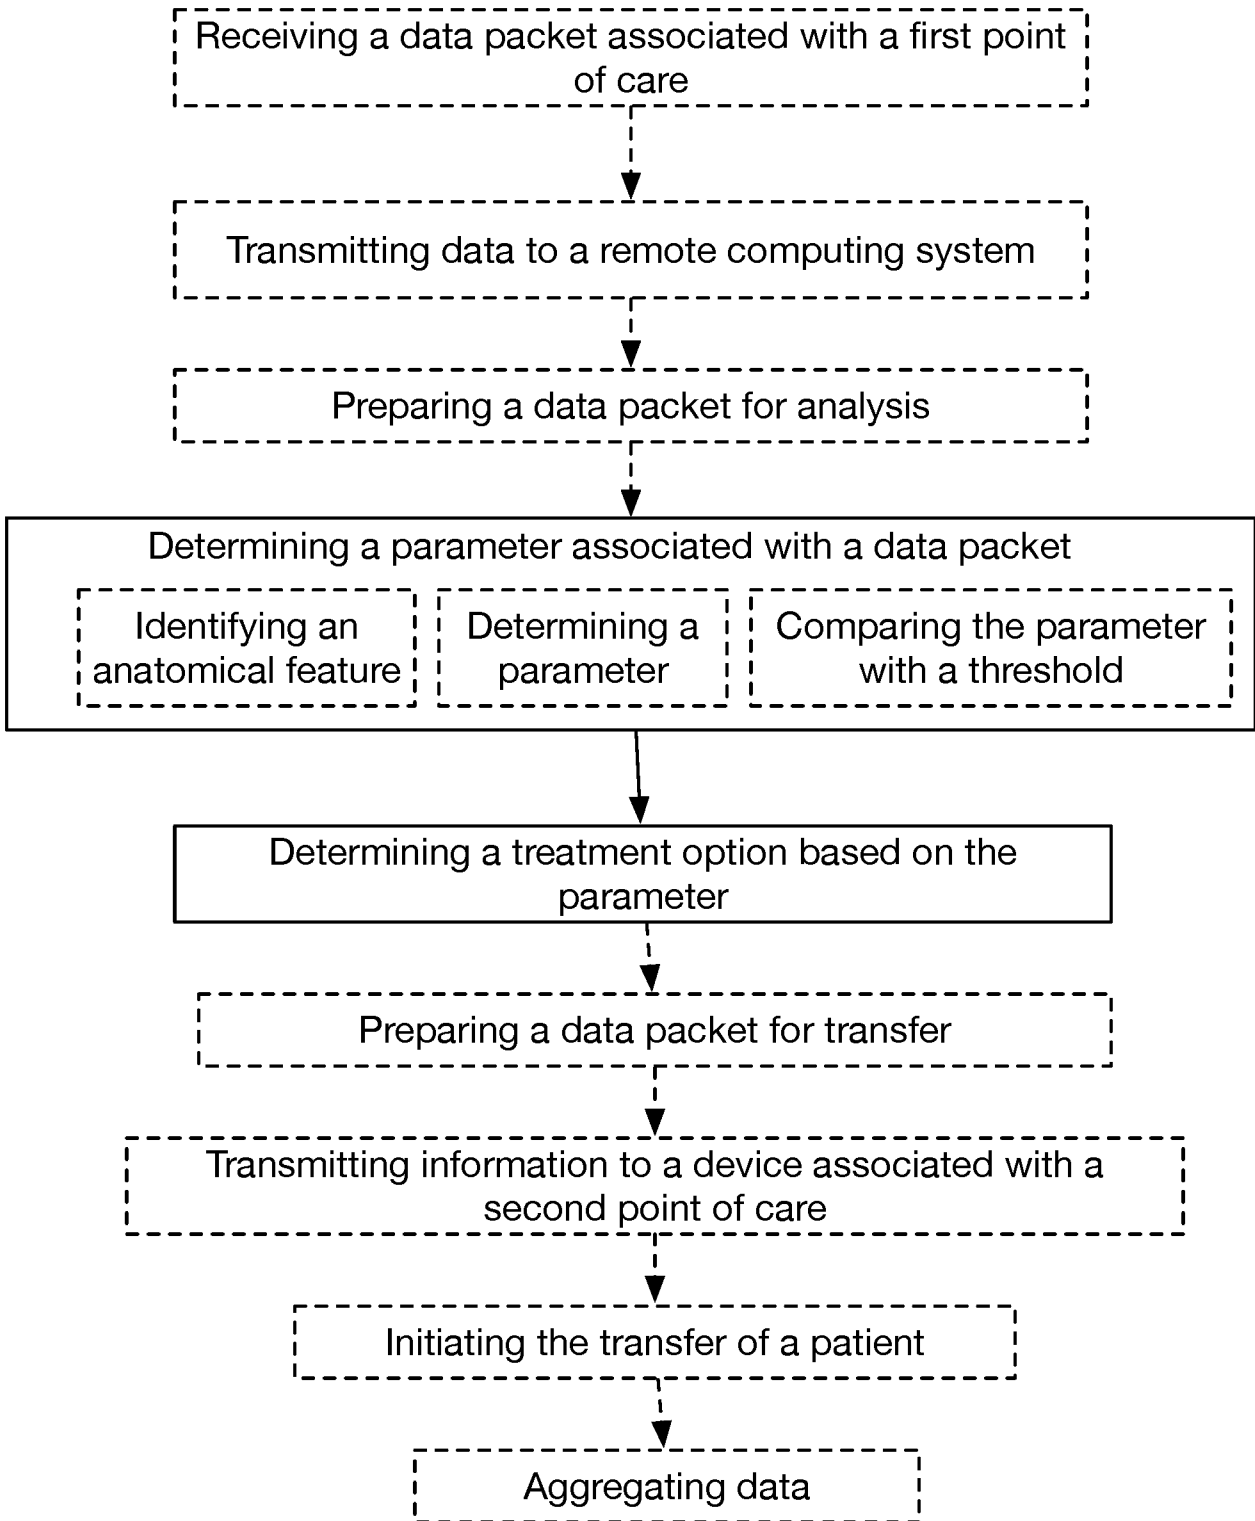 Receiving a data packet associated with a first point
of care
Transmitting data to a remote computing system
Preparing a data packet for analysis
Determining a parameter associated with a data packet
Identifying an
anatomical feature
Determining a
parameter
Comparing the parameter
with a threshold
Determining a treatment option based on the
parameter
Preparing a data packet for transfer
Transmitting information to a device associated with a
second point of care
Initiating the transfer of a patient
Aggregating data